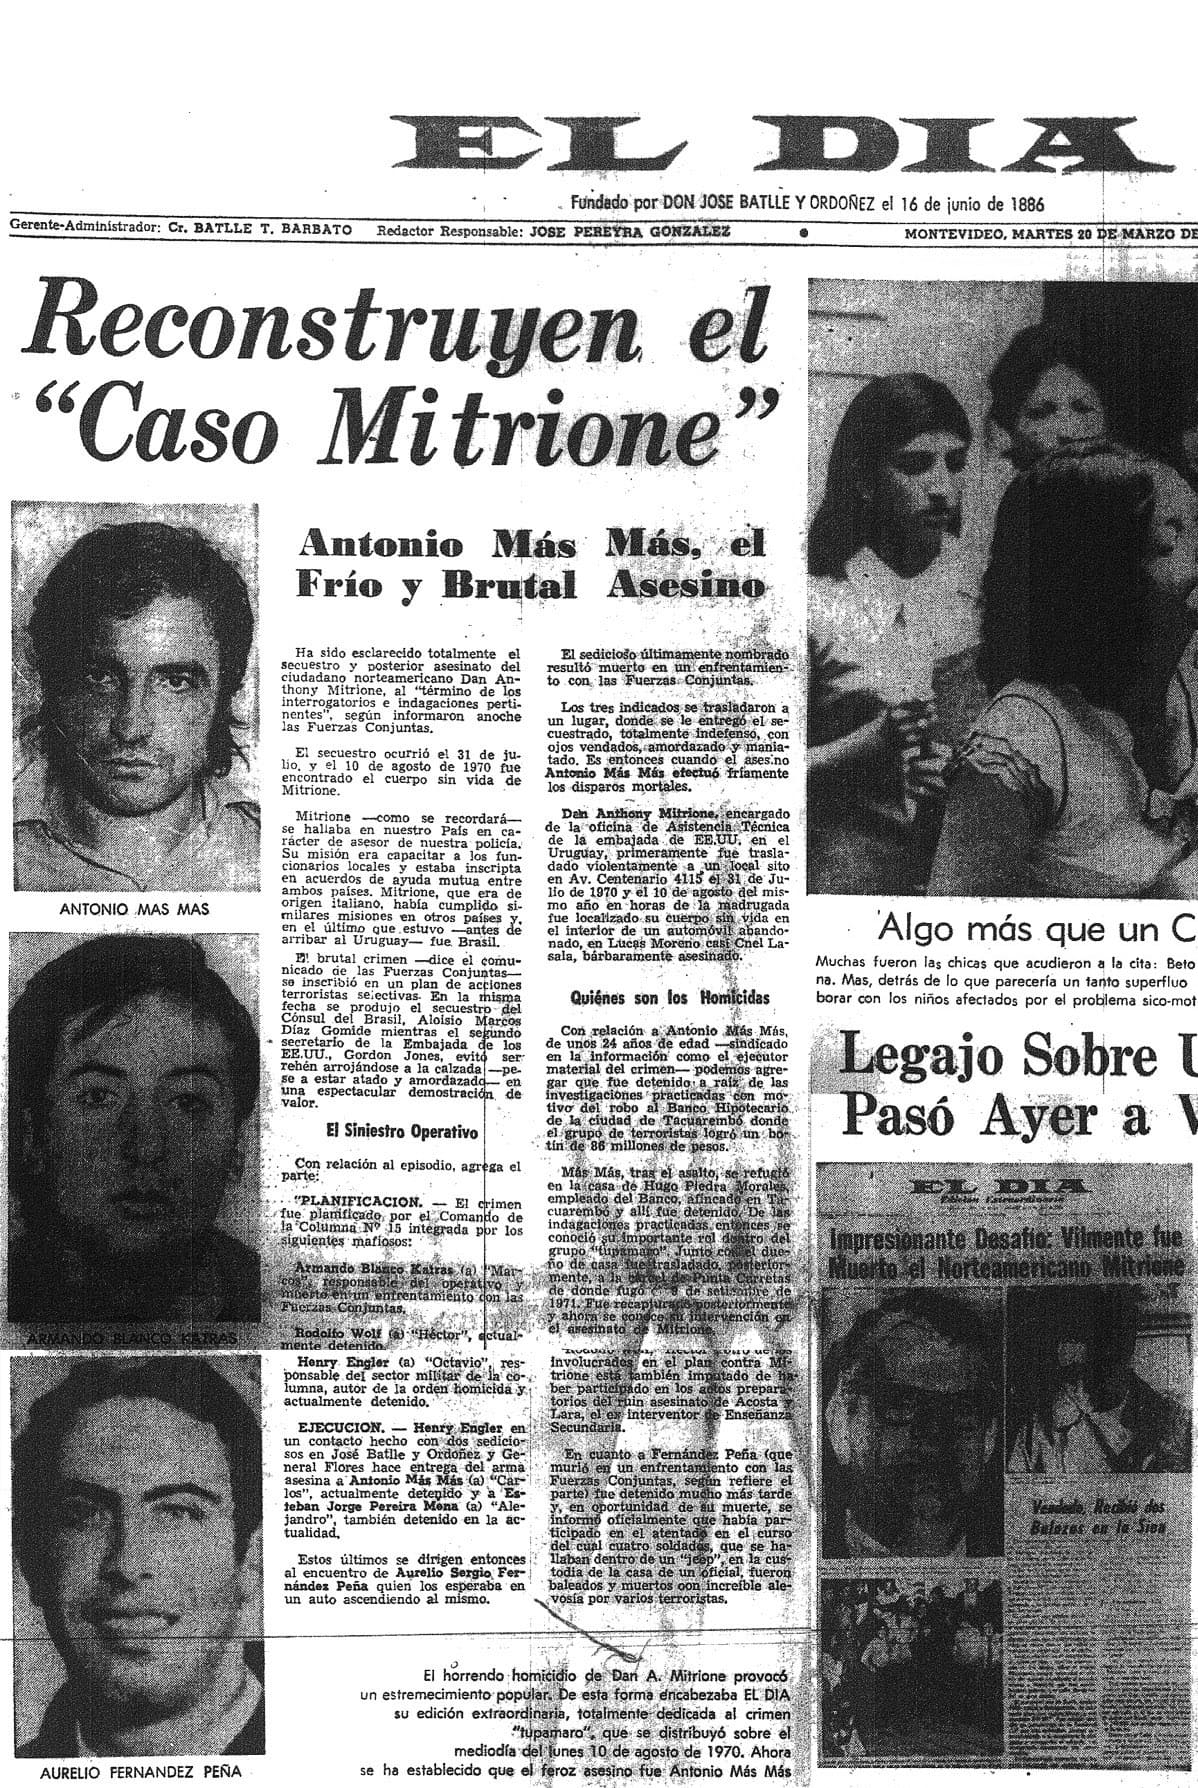 EL DIA
Fundado por DON JOSE BATLLE Y ORDOÑEZ el 16 de junio de 1886
Gerente-Administrador: Cr. BATLLE T. BARBATO Redactor Responsable: JOSE PEREYRA GONZALEZ ● MONTEVIDEO, MARTES 20 DE MARZO DE
Reconstruyen el
"Caso Mitrione"
Antonio Más Más, el
Frío y Brutal Asesino
ANTONIO MAS MAS
ARMANDO BLANCO KATRAS
AURELIO FERNANDEZ PEÑA
Ha sido esclarecido totalmente el
secuestro y posterior asesinato del
ciudadano norteamericano Dan An-
thony Mitrione, al "término de los
interrogatorios e indagaciones perti-
nentes", según informaron anoche
las Fuerzas Conjuntas.
El secuestro ocurrió el 31 de ju-
lio, y el 10 de agosto de 1970 fue
encontrado el cuerpo sin vida de
Mitrione.
Mitrione —como se recordará—
se hallaba en nuestro País en ca-
rácter de asesor de nuestra policía.
Su misión era capacitar a los fun-
cionarios locales y estaba inscripta
en acuerdos de ayuda mutua entre
ambos países. Mitrione, que era de
origen italiano, había cumplido si-
milares misiones en otros países y,
en el último que estuvo —antes de
arribar al Uruguay— fue Brasil.
El brutal crimen —dice el comu-
nicado de las Fuerzas Conjuntas—
se inscribió en un plan de acciones
terroristas selectivas. En la misma
fecha se produjo el secuestro del
Cónsul del Brasil, Aloisio Marcos
Díaz Gomide mientras el segundo
secretario de la Embajada de los
EE.UU., Gordon Jones, evitó ser
rehén arrojándose a la calzada —pe-
se a estar atado y amordazado— en
una espectacular demostración de
valor.
El Siniestro Operativo
Con relación al episodio, agrega el
parte:
"PLANIFICACION. — El crimen
fue planificado por el Comando de
la Columna Nº 15 integrada por los
siguientes mafiosos:
Armando Blanco Katras (a) "Mar-
cos", responsable del operativo y
muerto en un enfrentamiento con las
Fuerzas Conjuntas.
Rodolfo Wolf (a) "Héctor", actual-
mente detenido.
Henry Engler (a) "Octavio", res-
ponsable del sector militar de la co-
lumna, autor de la orden homicida y
actualmente detenido.
EJECUCION. — Henry Engler en
un contacto hecho con dos sedicio-
sos en José Batlle y Ordoñez y Ge-
neral Flores hace entrega del arma
asesina a Antonio Más Más (a) "Car-
los", actualmente detenido y a Es-
teban Jorge Pereira Mena (a) "Ale-
jandro", también detenido en la ac-
tualidad.
Estos últimos se dirigen entonces
al encuentro de Aurelio Sergio Fer-
nández Peña quien los esperaba en
un auto ascendiendo al mismo.
El sedicioso últimamente nombrado
resultó muerto en un enfrentamien-
to con las Fuerzas Conjuntas.
Los tres indicados se trasladaron a
un lugar, donde se le entregó el se-
cuestrado, totalmente indefenso, con
ojos vendados, amordazado y mania-
tado. Es entonces cuando el asesino
Antonio Más Más efectuó fríamente
los disparos mortales.
Dan Anthony Mitrione, encargado
de la oficina de Asistencia Técnica
de la embajada de EE.UU. en el
Uruguay, primeramente fue trasla-
dado violentamente a un local sito
en Av. Centenario 4115 el 31 de Ju-
lio de 1970 y el 10 de agosto del mis-
mo año en horas de la madrugada
fue localizado su cuerpo sin vida en
el interior de un automóvil abando-
nado, en Lucas Moreno casi Cnel La-
sala, bárbaramente asesinado.
Quiénes son los Homicidas
Con relación a Antonio Más Más,
de unos 24 años de edad —sindicado
en la información como el ejecutor
material del crimen— podemos agre-
gar que fue detenido a raíz de las
investigaciones practicadas con mo-
tivo del robo al Banco Hipotecario
de la ciudad de Tacuarembó donde
el grupo de terroristas logró un bo-
tín de 86 millones de pesos.
Más Más, tras el asalto, se refugió
en la casa de Hugo Piedra Morales,
empleado del Banco, afincado en Ta-
cuarembó y allí fue detenido. De las
indagaciones practicadas entonces se
conoció su importante rol dentro del
grupo "tupamaro". Junto con el due-
ño de casa fue trasladado, posterior-
mente, a la cárcel de Punta Carretas
de donde fugó el 6 de setiembre de
1971. Fue recapturado posteriormente
y ahora se conoce su intervención en
el asesinato de Mitrione.
involucrados en el plan contra Mi-
trione está también imputado de ha-
ber participado en los actos prepara-
torios del ruin asesinato de Acosta y
Lara, el ex interventor de Enseñanza
Secundaria.
En cuanto a Fernández Peña (que
murió en un enfrentamiento con las
Fuerzas Conjuntas, según refiere el
parte) fue detenido mucho más tarde
y, en oportunidad de su muerte, se
informó oficialmente que había par-
ticipado en el atentado en el curso
del cual cuatro soldados, que se ha-
llaban dentro de un "jeep", en la cus-
todia de la casa de un oficial, fueron
baleados y muertos con increíble ale-
vosía por varios terroristas.
El horrendo homicidio de Dan A. Mitrione provocó
un estremecimiento popular. De esta forma encabezaba EL DIA
su edición extraordinaria, totalmente dedicada al crimen
"tupamaro", que se distribuyó sobre el
mediodía del lunes 10 de agosto de 1970. Ahora
se ha establecido que el feroz asesino fue Antonio Más Más
'Algo más que un C
Muchas fueron las chicas que acudieron a la cita: Beto
na. Mas, detrás de lo que parecería un tanto superfluo
borar con los niños afectados por el problema sico-mot
Legajo Sobre U
Pasó Ayer a V
EL DIA
Edición Extraordinaria
Impresionante Desafío: Vilmente fue
Muerto el Norteamericano Mitrione
Vendado, Recibió dos
Balazos en la Sien